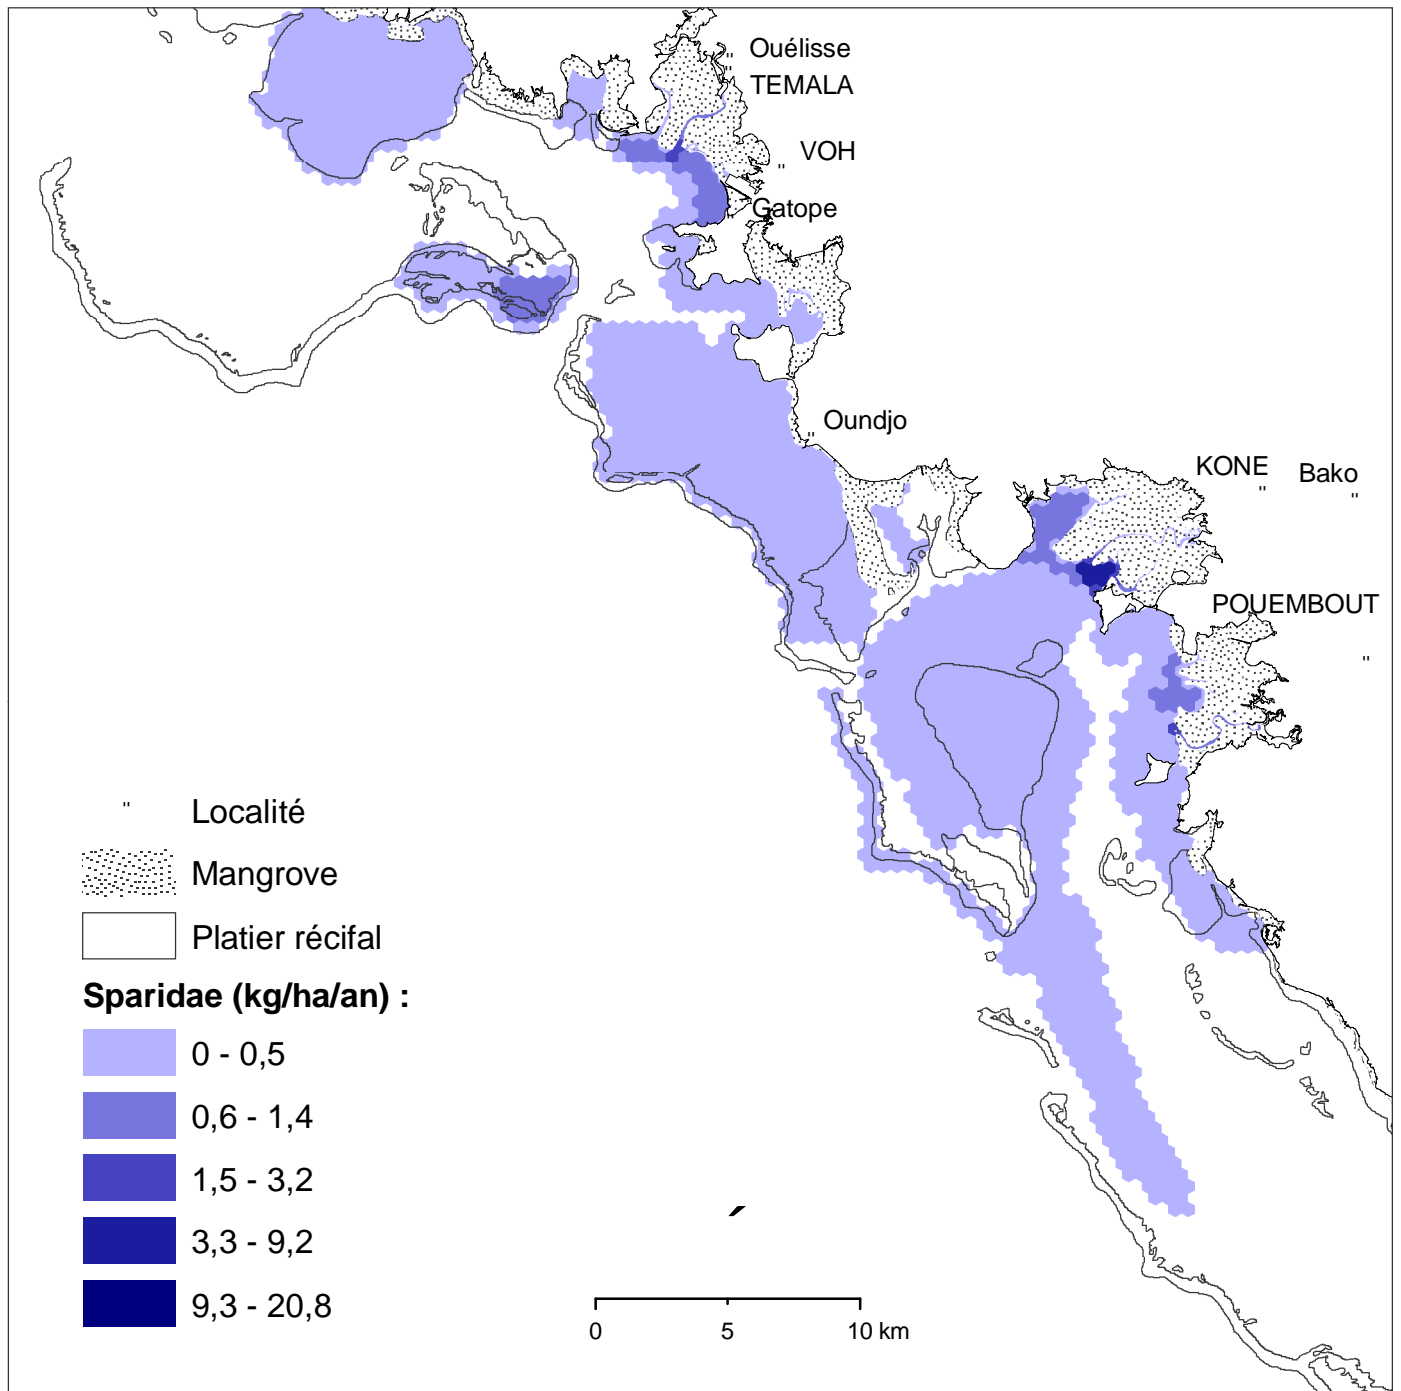 Ouélisse
TEMALA
VOH
Gatope
Oundjo
KONE
Bako
POUEMBOUT
" Localité
Mangrove
Platier récifal
Sparidae (kg/ha/an) :
0 - 0,5
0,6 - 1,4
1,5 - 3,2
3,3 - 9,2
9,3 - 20,8
0 5 10 km